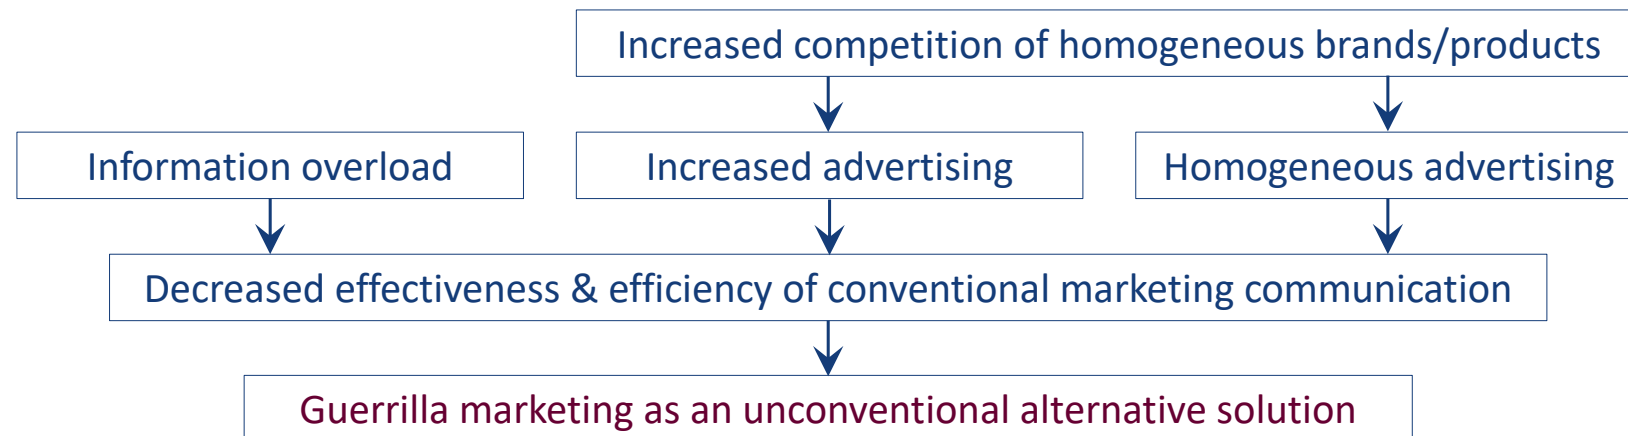 Increased competition of homogeneous brands/products
Information overload
Increased advertising
Homogeneous advertising
Decreased effectiveness & efficiency of conventional marketing communication
Guerrilla marketing as an unconventional alternative solution